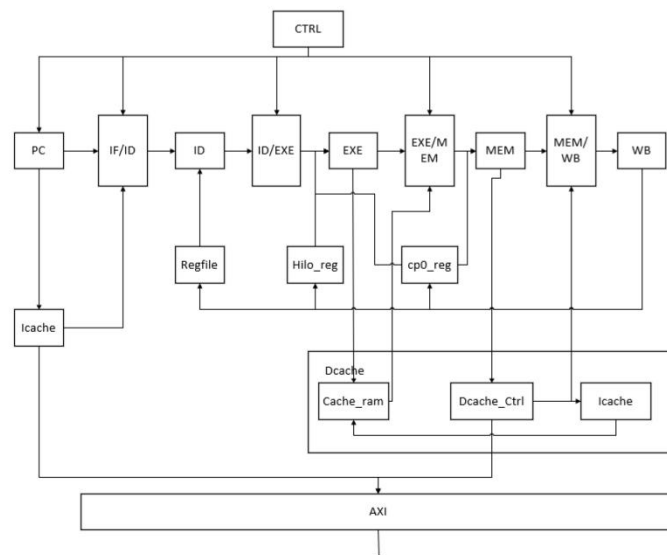 CTRL
PC
IF/ID
ID
ID/EXE
EXE
EXE/M
EM
MEM
MEM/
WB
WB
Regfile
Hilo_reg
cp0_reg
Icache
Dcache
Cache_ram
Dcache_Ctrl
Icache
AXI